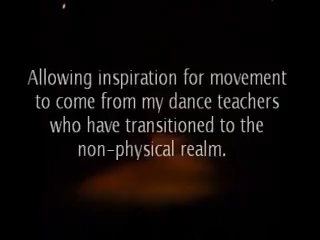 Allowing inspiration for movement
to come from my dance teachers
who have transitioned to the
non-physical realm.